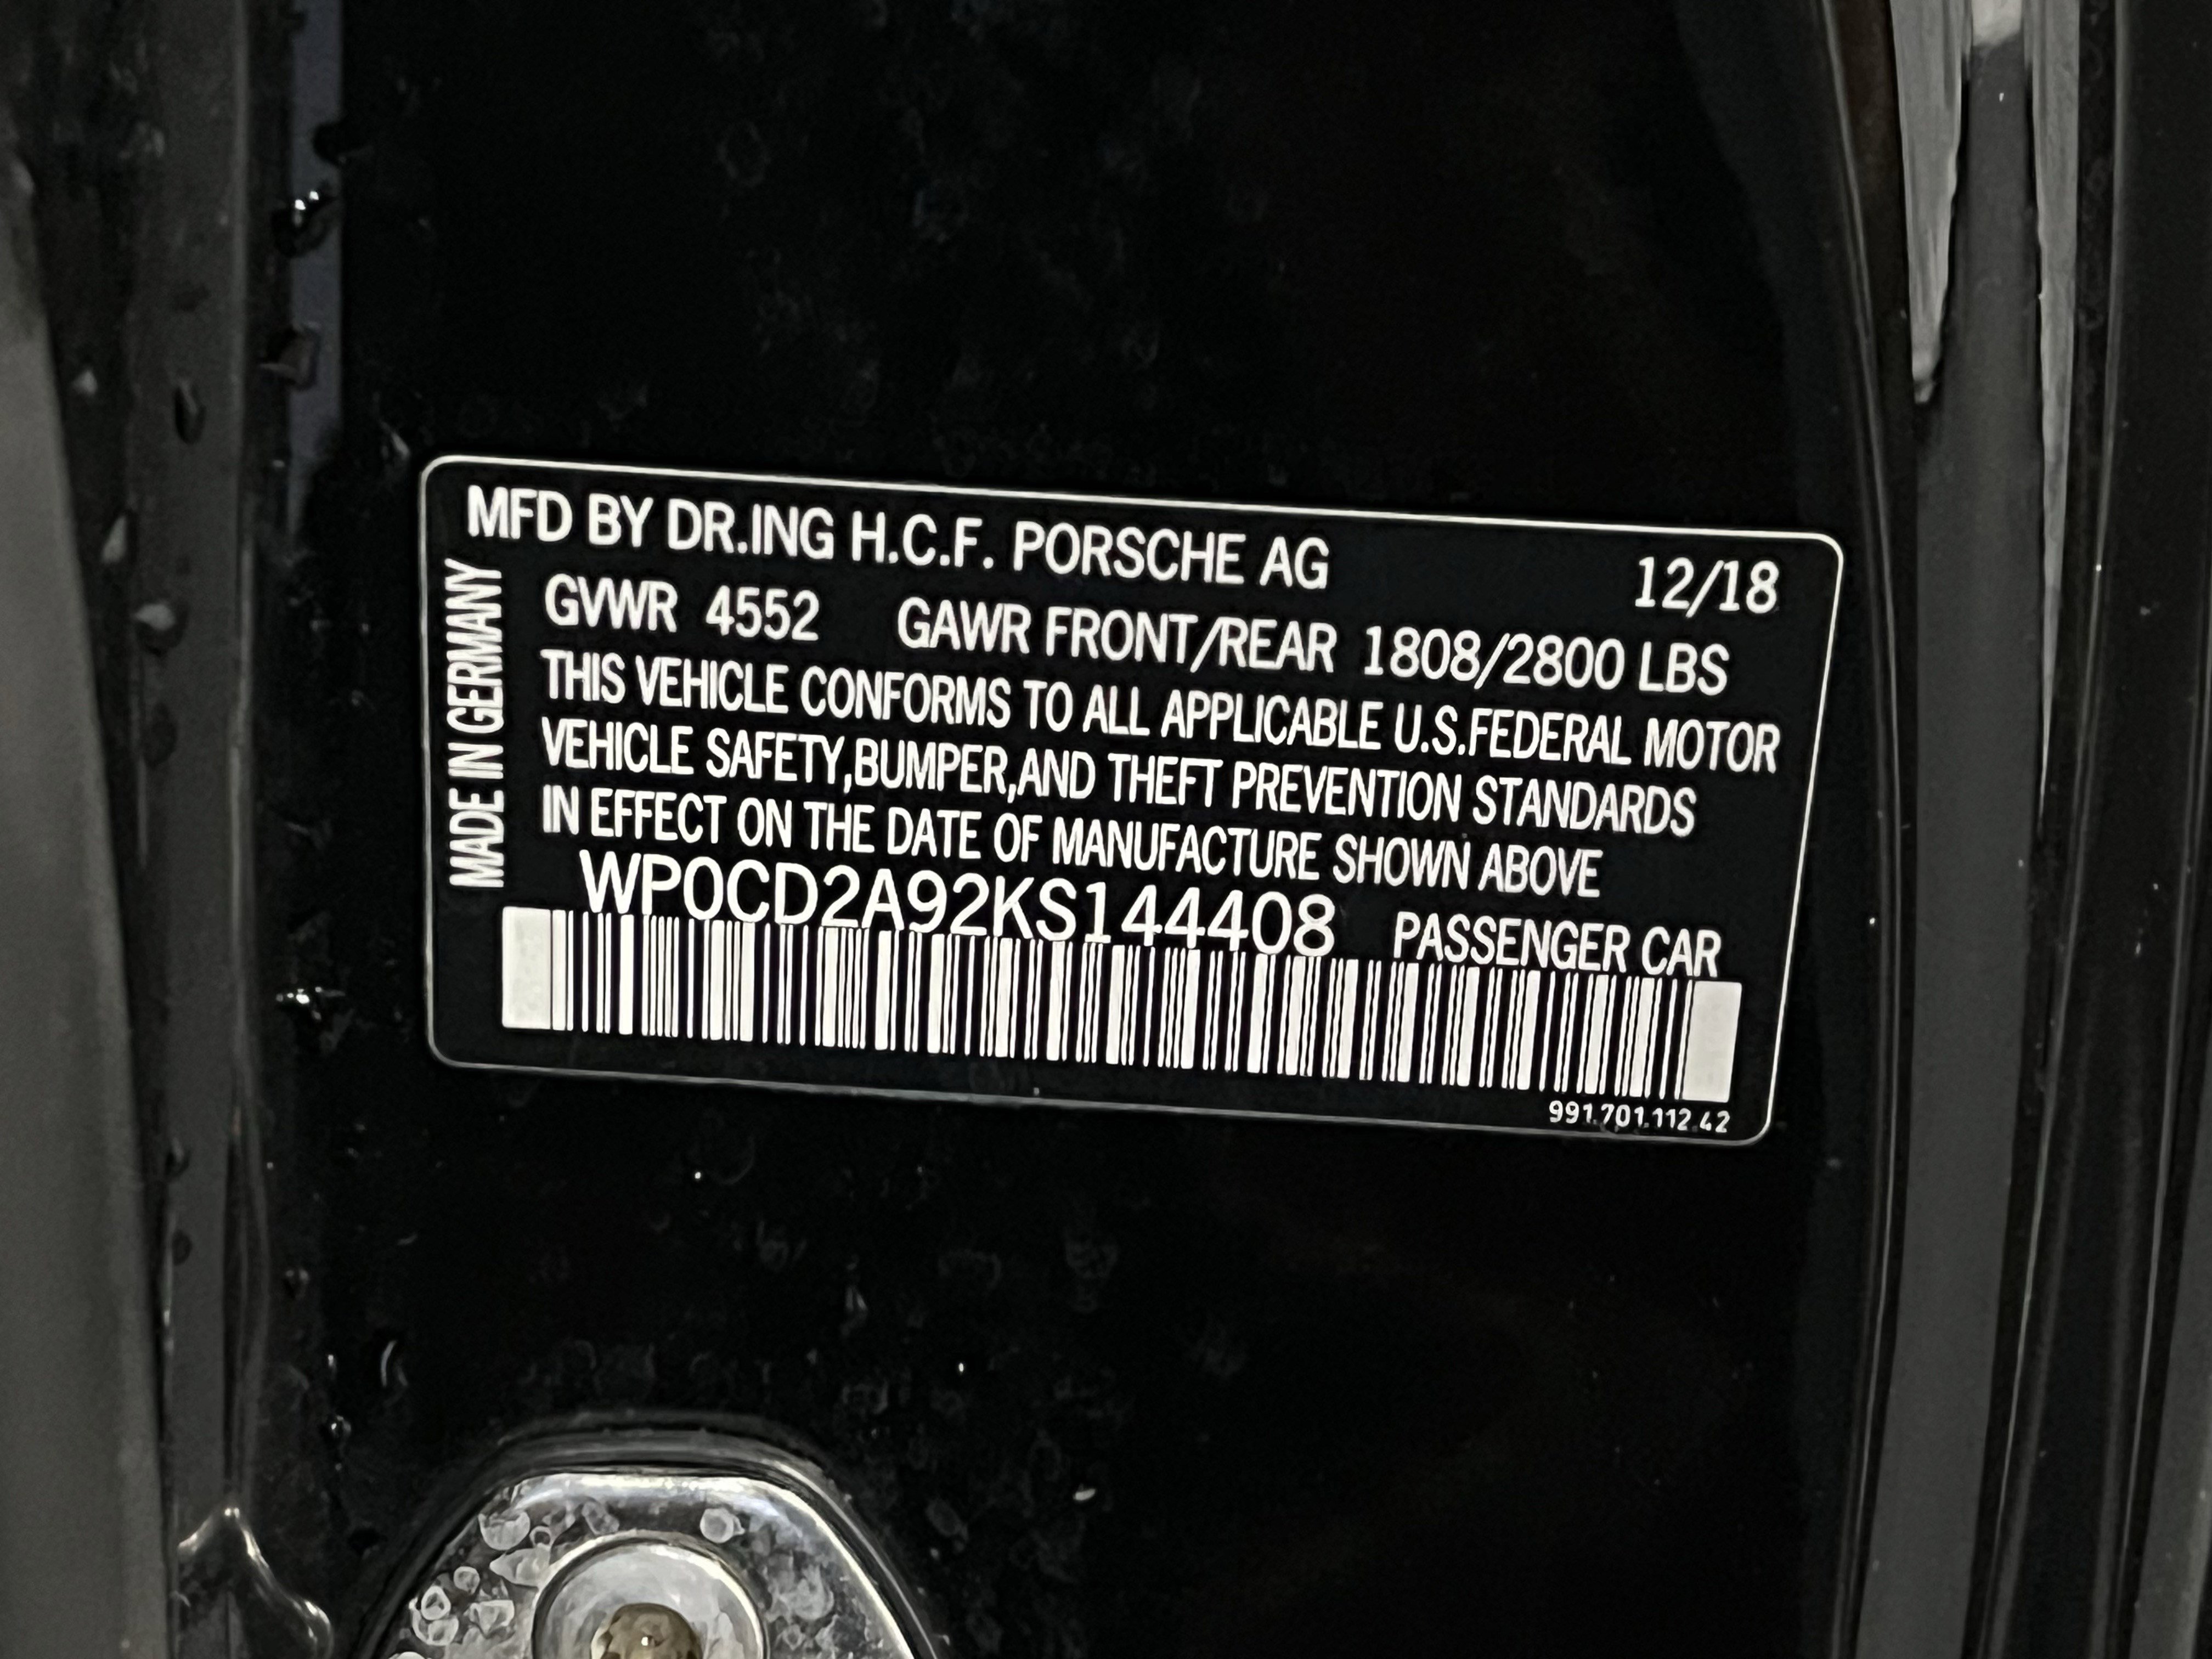 MFD BY DR.ING H.C.F. PORSCHE AG 12/18
MADE IN GERMANY
GVWR 4552 GAWR FRONT/REAR 1808/2800 LBS
THIS VEHICLE CONFORMS TO ALL APPLICABLE U.S.FEDERAL MOTOR
VEHICLE SAFETY,BUMPER,AND THEFT PREVENTION STANDARDS
IN EFFECT ON THE DATE OF MANUFACTURE SHOWN ABOVE
WP0CD2A92KS144408 PASSENGER CAR
991.701.112.42